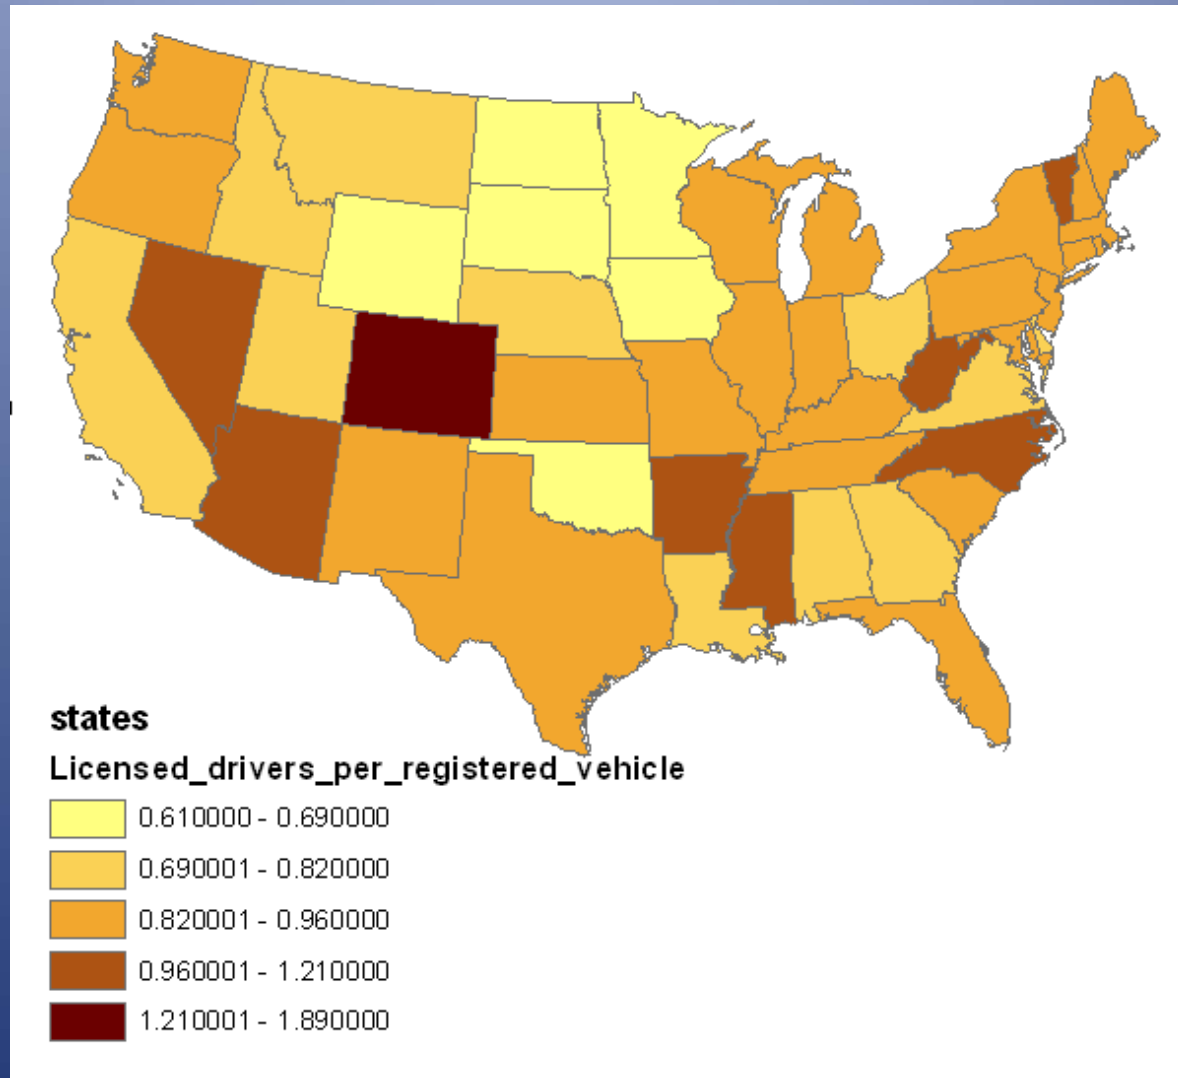 states
Licensed_drivers_per_registered_vehicle
0.610000 - 0.690000
0.690001 - 0.820000
0.820001 - 0.960000
0.960001 - 1.210000
1.210001 - 1.890000